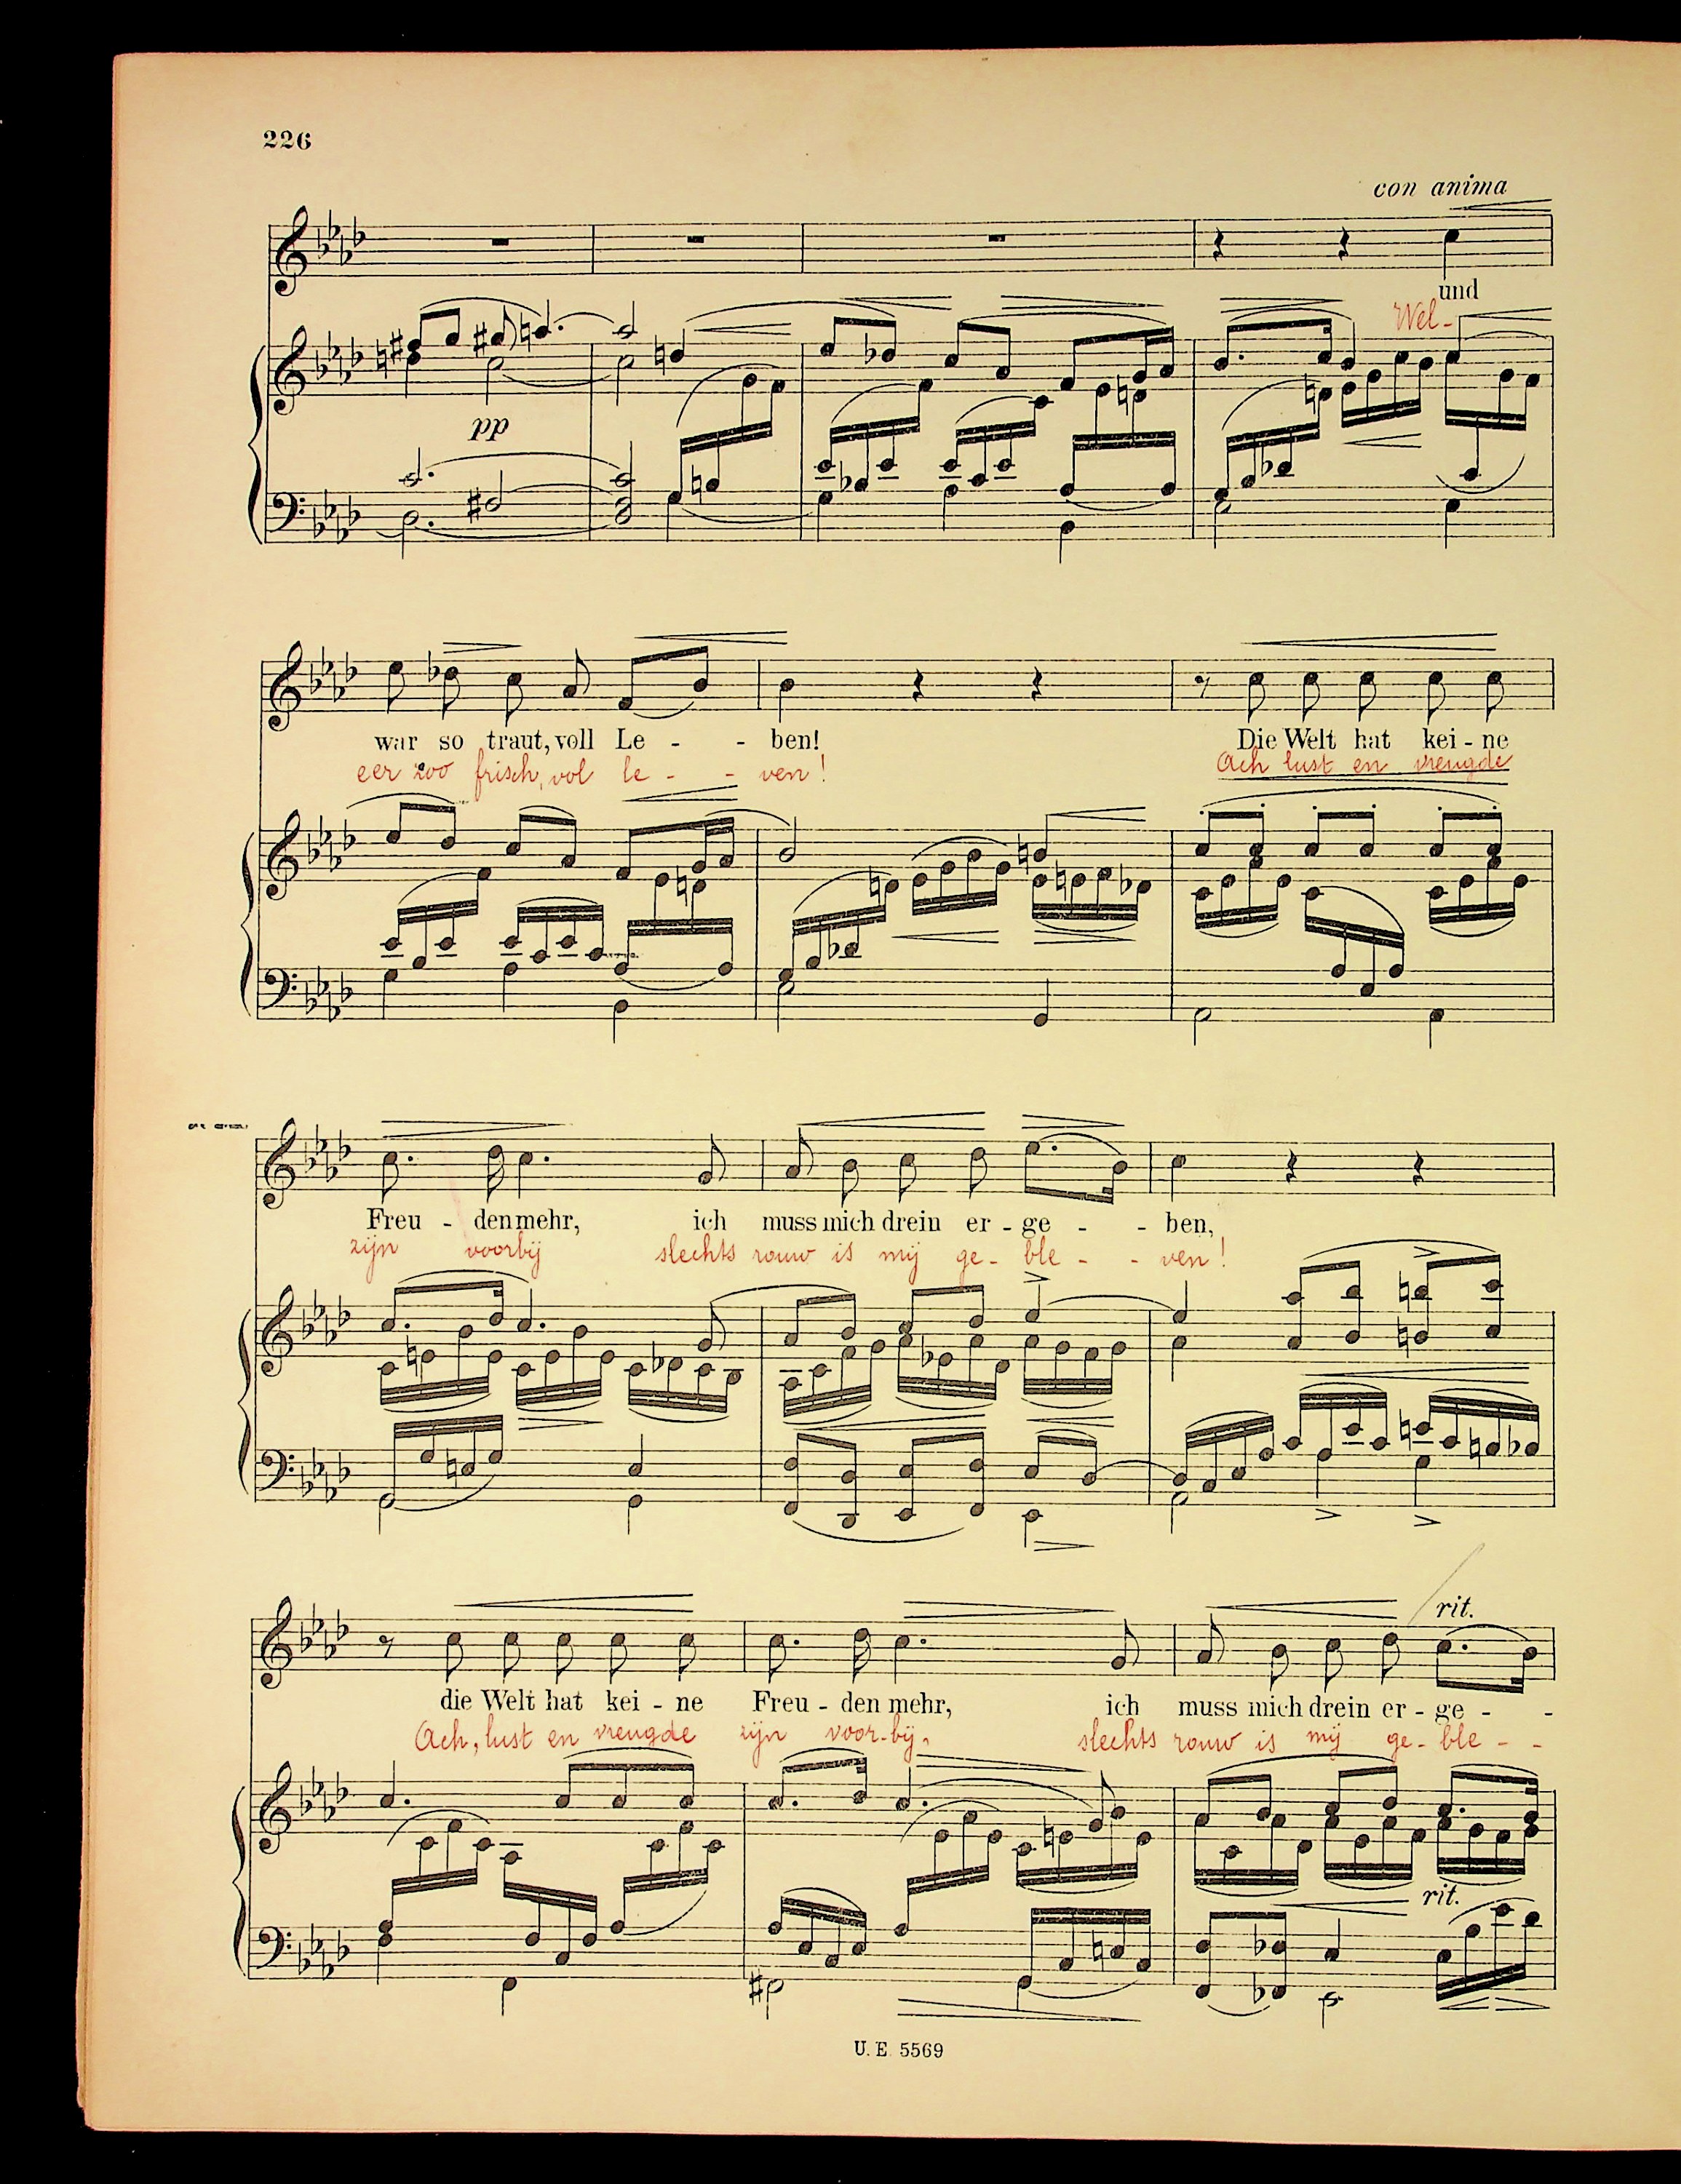 226
con anima
und
Wel-
pp
war so traut, voll Le - - ben! Die Welt hat kei - ne
eer zoo frisch, vol le - - ven! Ach lust en vreugde
Freu - den mehr, ich muss mich drein er - ge - - ben,
zijn voorbij slechts rouw is mij ge - ble - - ven!
rit.
die Welt hat kei - ne Freu - den mehr, ich muss mich drein er - ge - -
Ach, lust en vreugde zijn voor-bij, slechts rouw is mij ge - ble - -
rit.
U. E. 5569